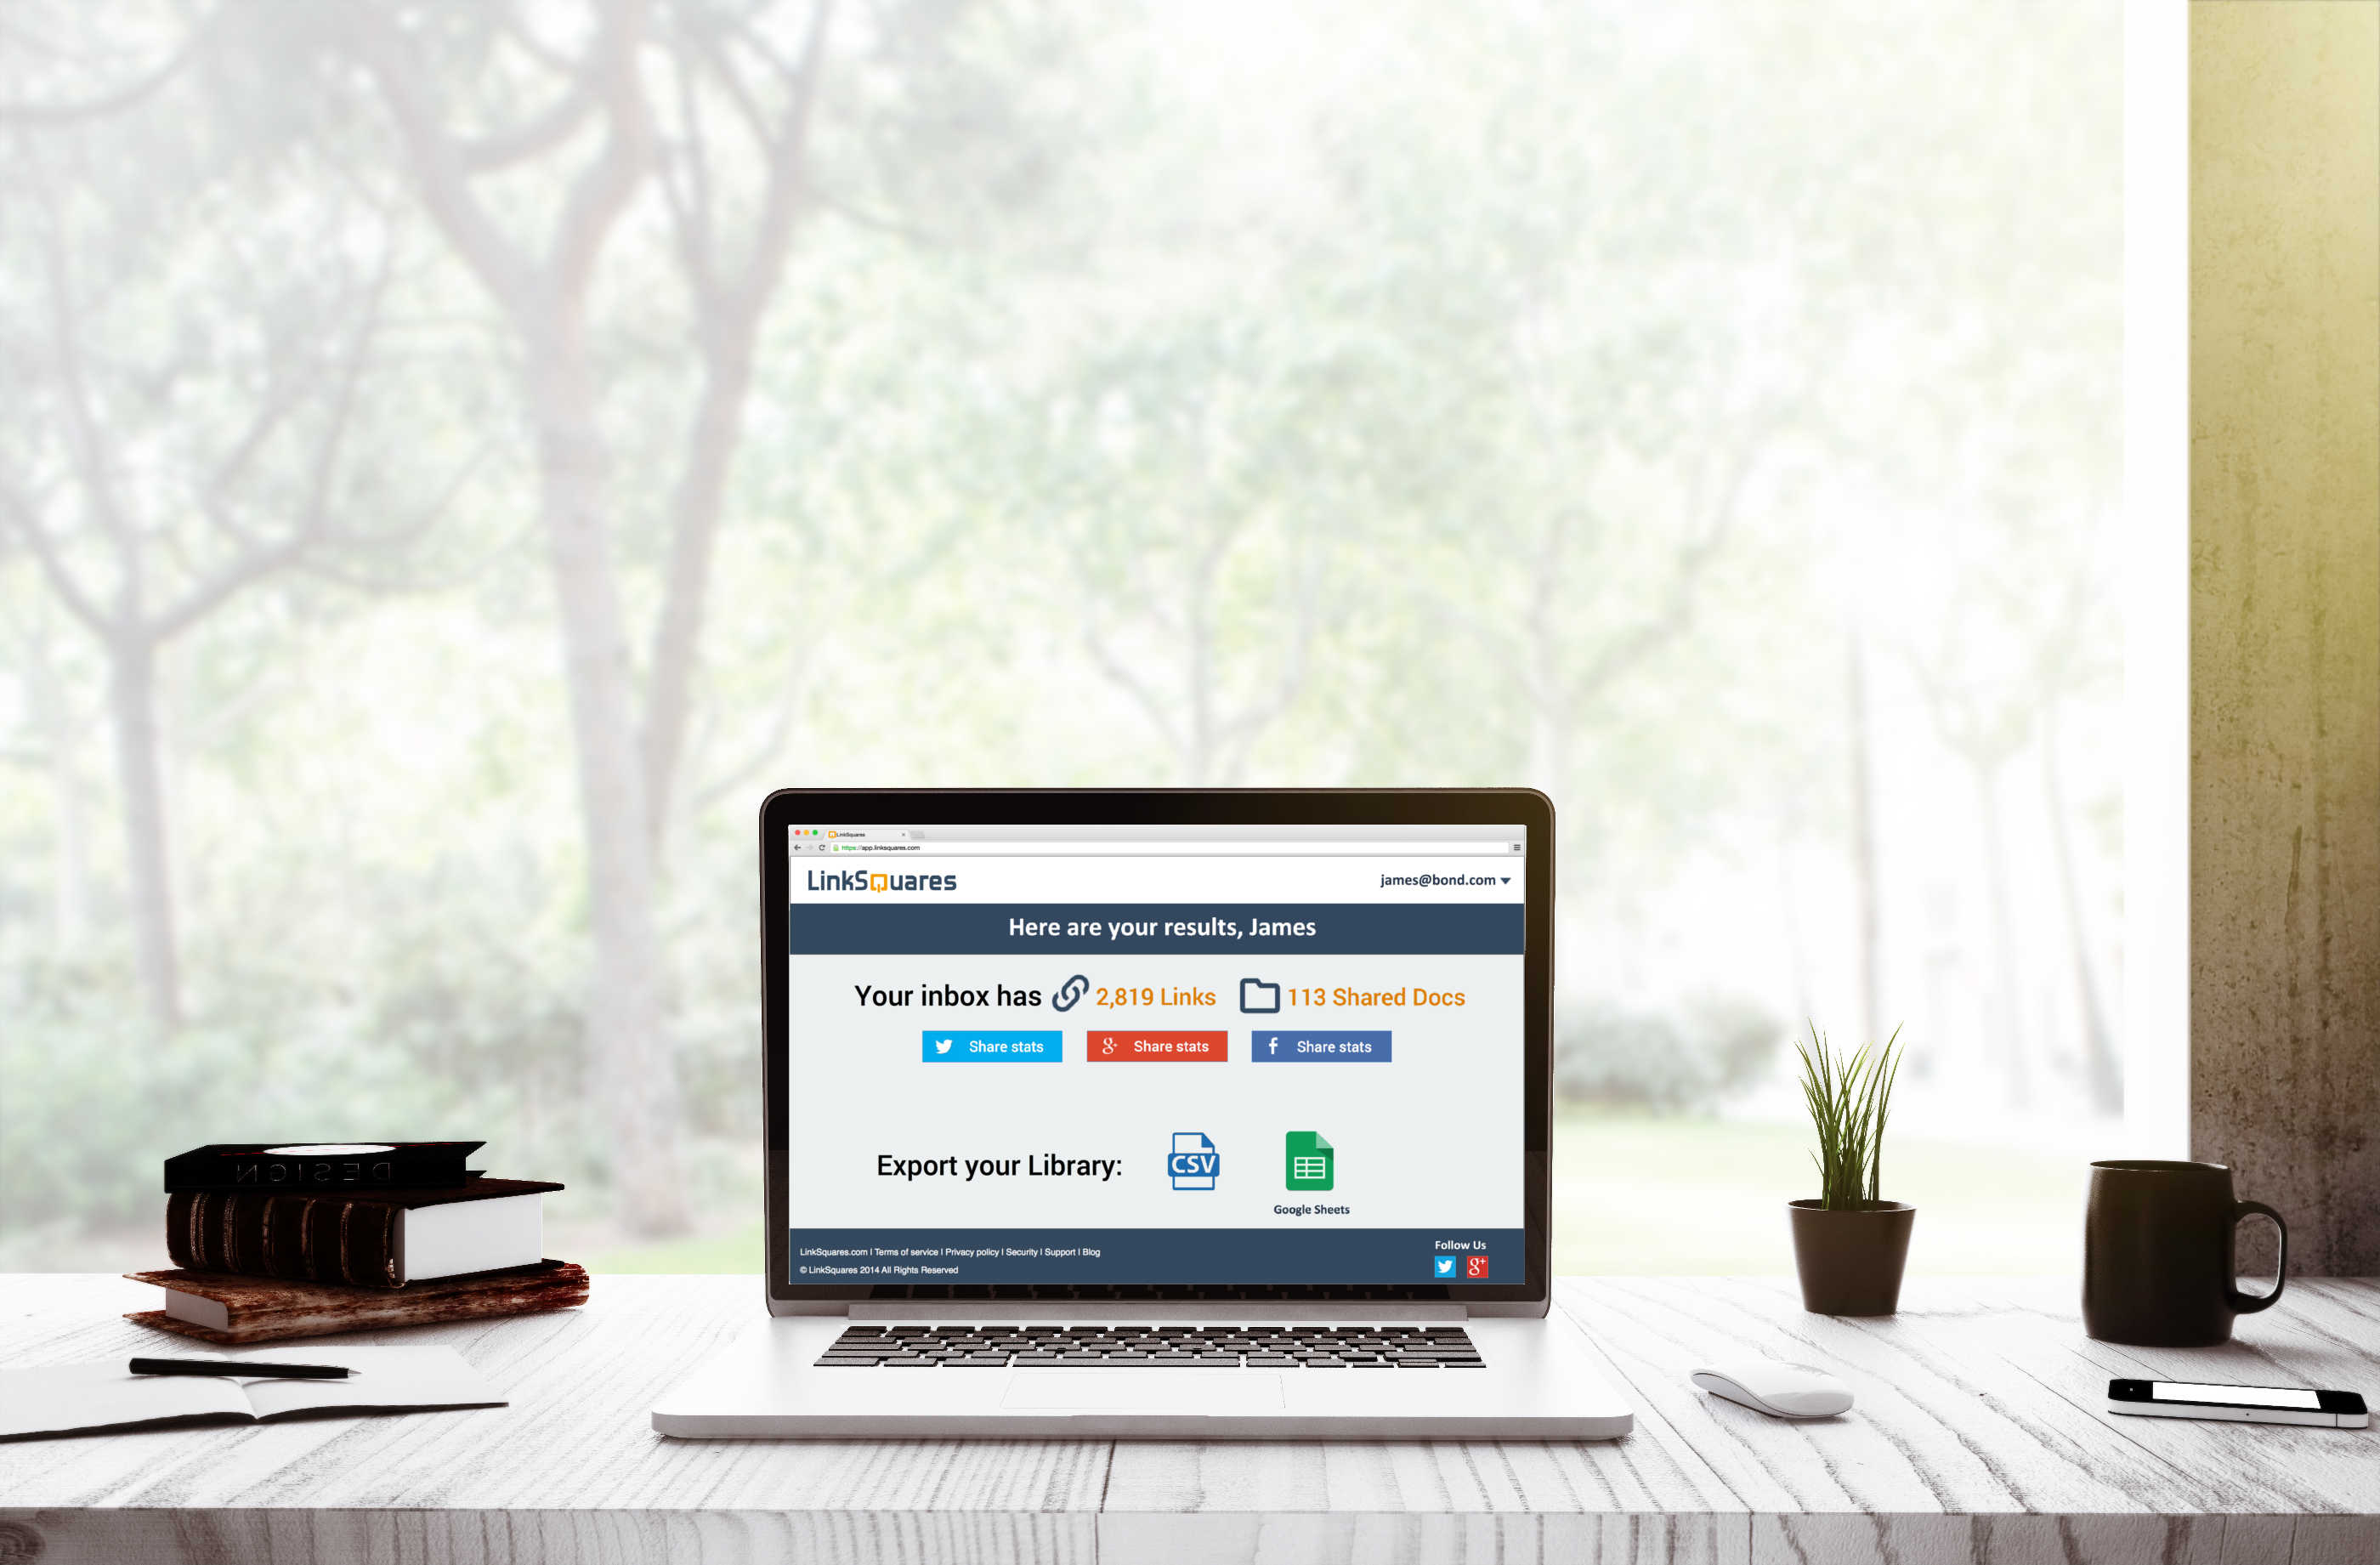 LinkSquares
https://app.linksquares.com
LinkSquares
james@bond.com
Here are your results, James
Your inbox has 2,819 Links 113 Shared Docs
Share stats
Share stats
Share stats
Export your Library:
CSV
Google Sheets
LinkSquares.com | Terms of service | Privacy policy | Security | Support | Blog
© LinkSquares 2014 All Rights Reserved
Follow Us
DESIGN